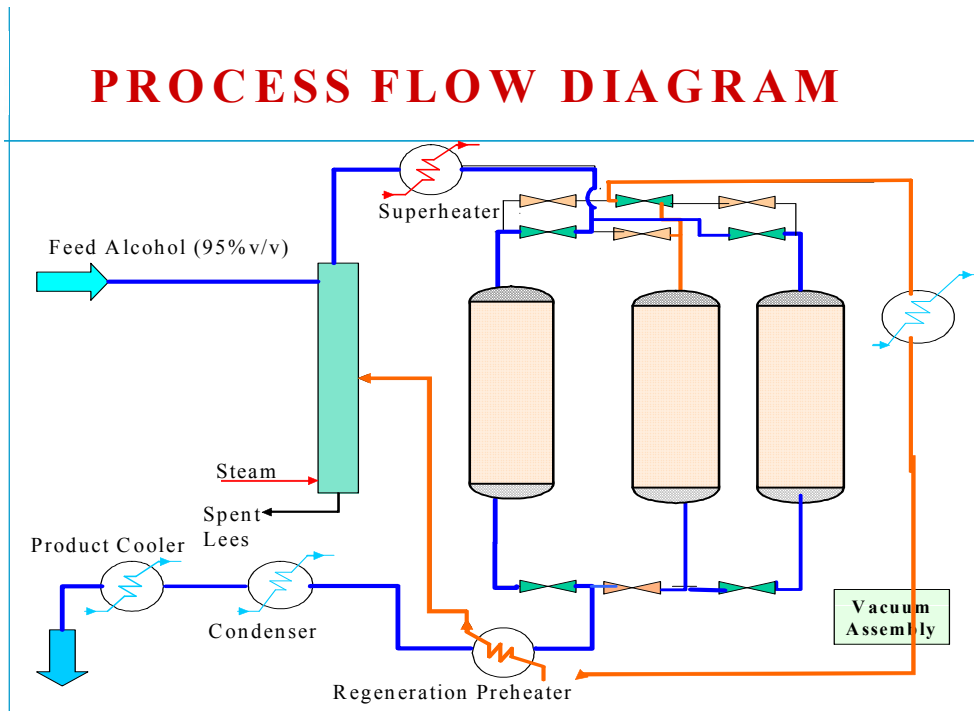 PROCESS FLOW DIAGRAM
Superheater
Feed Alcohol (95%v/v)
Steam
Spent
Lees
Product Cooler
Condenser
Vacuum
Assembly
Regeneration Preheater